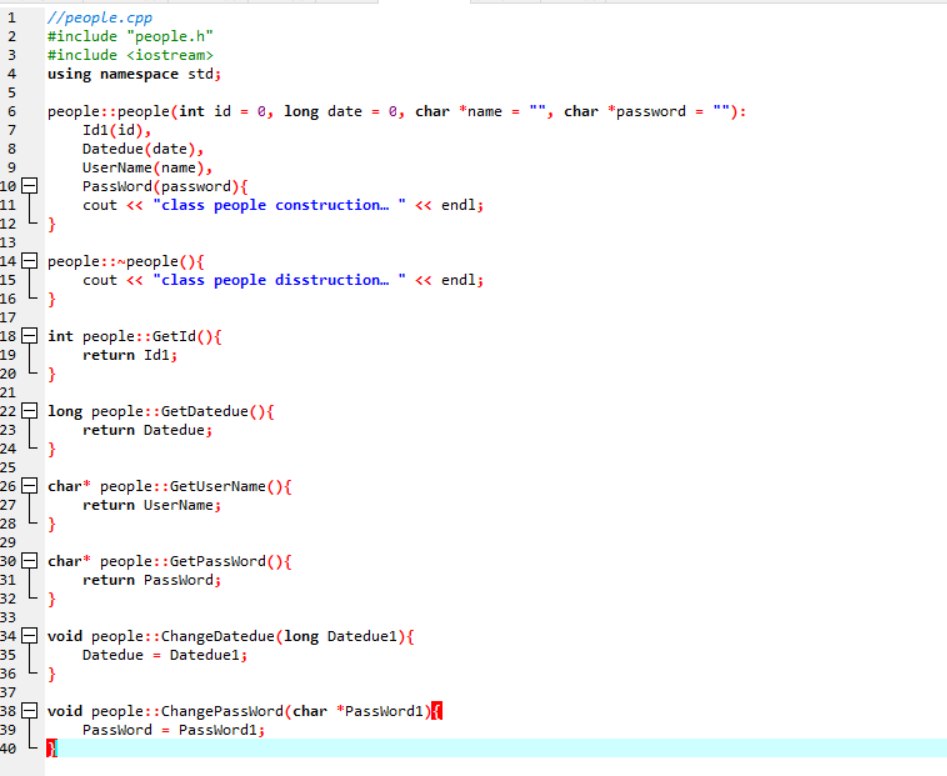 1 //people.cpp
2 #include "people.h"
3 #include <iostream>
4 using namespace std;
5
6 people::people(int id = 0, long date = 0, char *name = "", char *password = ""):
7     Id1(id),
8     Datedue(date),
9     UserName(name),
10     PassWord(password){
11     cout << "class people construction… " << endl;
12 }
13
14 people::~people(){
15     cout << "class people disstruction… " << endl;
16 }
17
18 int people::GetId(){
19     return Id1;
20 }
21
22 long people::GetDatedue(){
23     return Datedue;
24 }
25
26 char* people::GetUserName(){
27     return UserName;
28 }
29
30 char* people::GetPassWord(){
31     return PassWord;
32 }
33
34 void people::ChangeDatedue(long Datedue1){
35     Datedue = Datedue1;
36 }
37
38 void people::ChangePassWord(char *PassWord1){
39     PassWord = PassWord1;
40 }